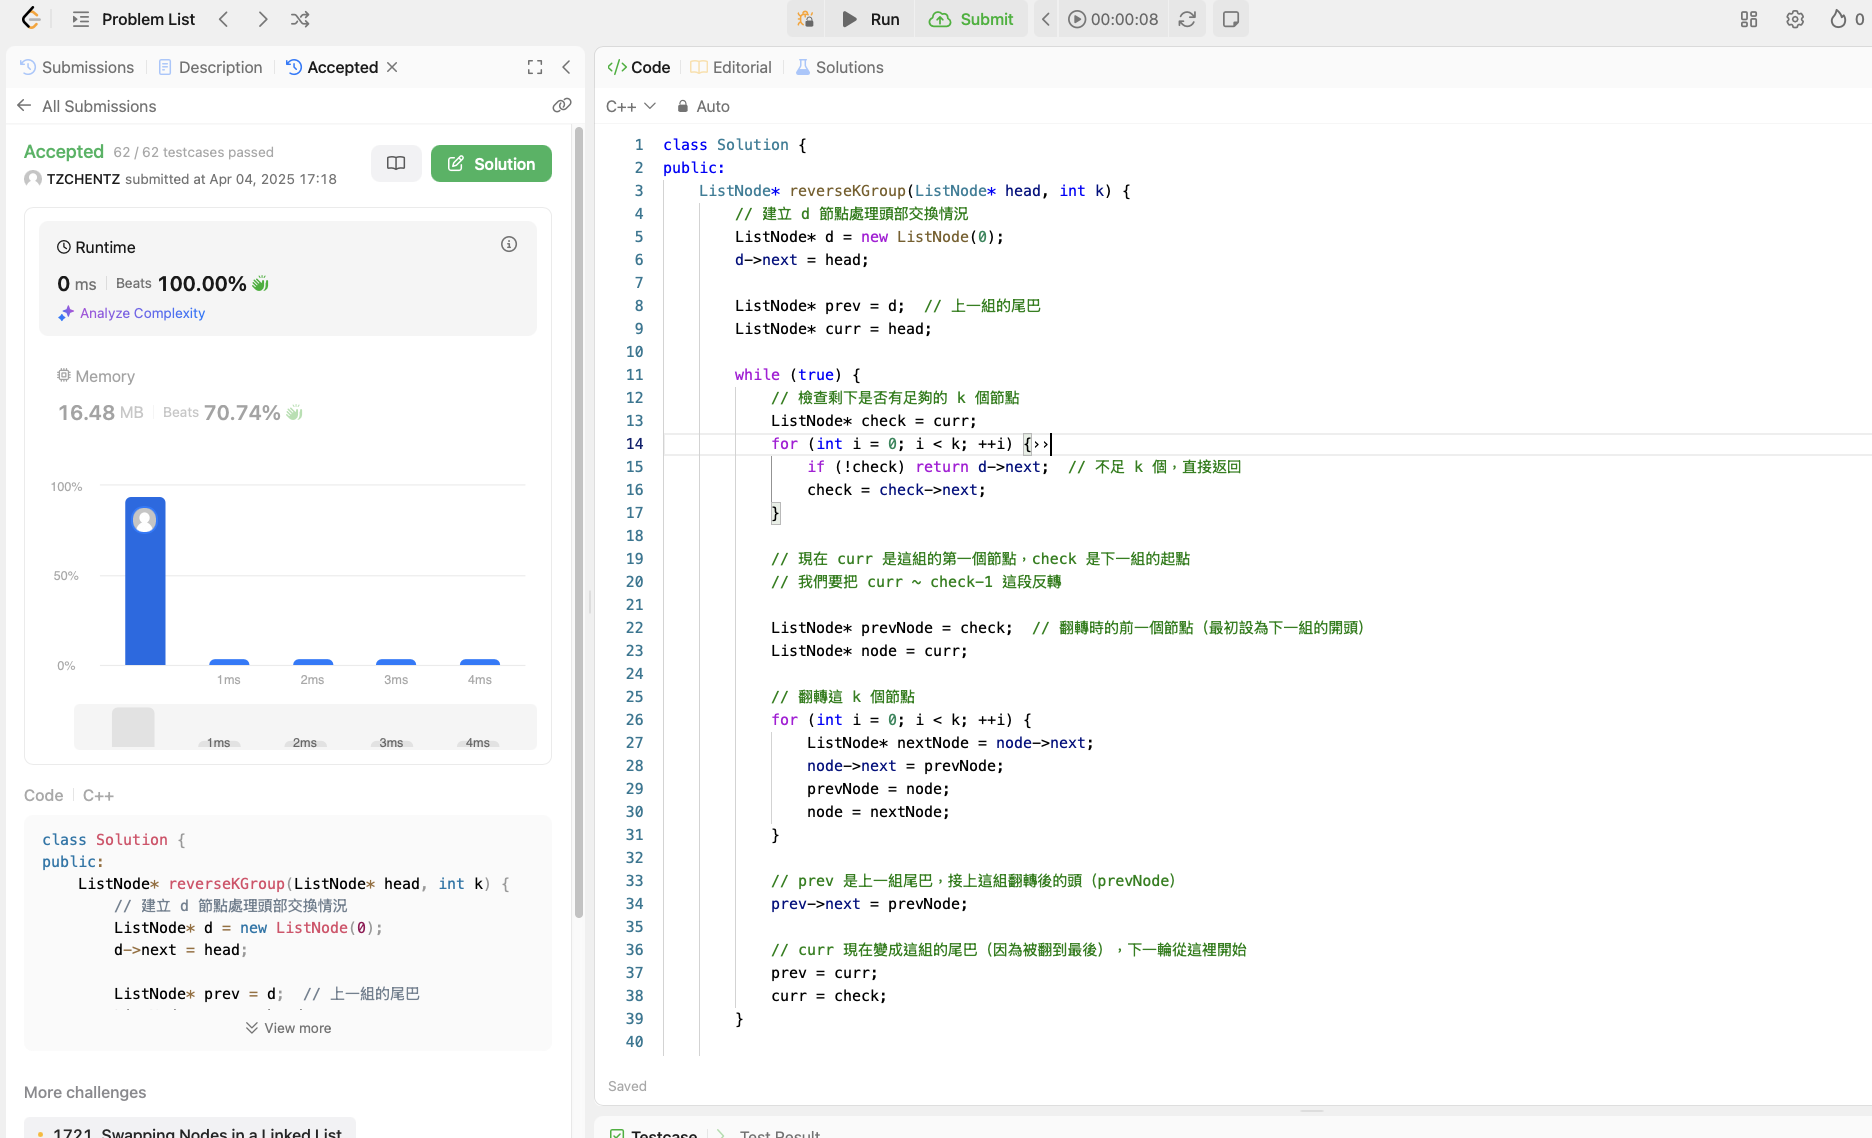 Problem List
Run
Submit
00:00:08
0
Submissions
Description
Accepted
All Submissions
Accepted 62 / 62 testcases passed
TZCHENTZ submitted at Apr 04, 2025 17:18
Solution
Runtime
0 ms Beats 100.00%
Analyze Complexity
Memory
16.48 MB Beats 70.74%
100%
50%
0%
1ms 2ms 3ms 4ms
1ms 2ms 3ms 4ms
Code C++
class Solution {
public:
    ListNode* reverseKGroup(ListNode* head, int k) {
        // 建立 d 節點處理頭部交換情況
        ListNode* d = new ListNode(0);
        d->next = head;
        ListNode* prev = d;  // 上一組的尾巴
View more
More challenges
1721. Swapping Nodes in a Linked List
Code
Editorial
Solutions
C++
Auto
1 class Solution {
2 public:
3     ListNode* reverseKGroup(ListNode* head, int k) {
4         // 建立 d 節點處理頭部交換情況
5         ListNode* d = new ListNode(0);
6         d->next = head;
7
8         ListNode* prev = d;  // 上一組的尾巴
9         ListNode* curr = head;
10
11         while (true) {
12             // 檢查剩下是否有足夠的 k 個節點
13             ListNode* check = curr;
14             for (int i = 0; i < k; ++i) {››
15                 if (!check) return d->next;  // 不足 k 個，直接返回
16                 check = check->next;
17             }
18
19             // 現在 curr 是這組的第一個節點，check 是下一組的起點
20             // 我們要把 curr ~ check-1 這段反轉
21
22             ListNode* prevNode = check;  // 翻轉時的前一個節點（最初設為下一組的開頭）
23             ListNode* node = curr;
24
25             // 翻轉這 k 個節點
26             for (int i = 0; i < k; ++i) {
27                 ListNode* nextNode = node->next;
28                 node->next = prevNode;
29                 prevNode = node;
30                 node = nextNode;
31             }
32
33             // prev 是上一組尾巴，接上這組翻轉後的頭（prevNode）
34             prev->next = prevNode;
35
36             // curr 現在變成這組的尾巴（因為被翻到最後），下一輪從這裡開始
37             prev = curr;
38             curr = check;
39         }
40
Saved
Testcase
Test Result